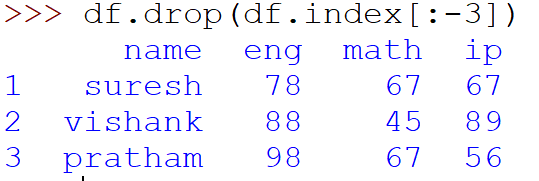 >>> df.drop(df.index[:-3])
name eng math ip
1 suresh 78 67 67
2 vishank 88 45 89
3 pratham 98 67 56